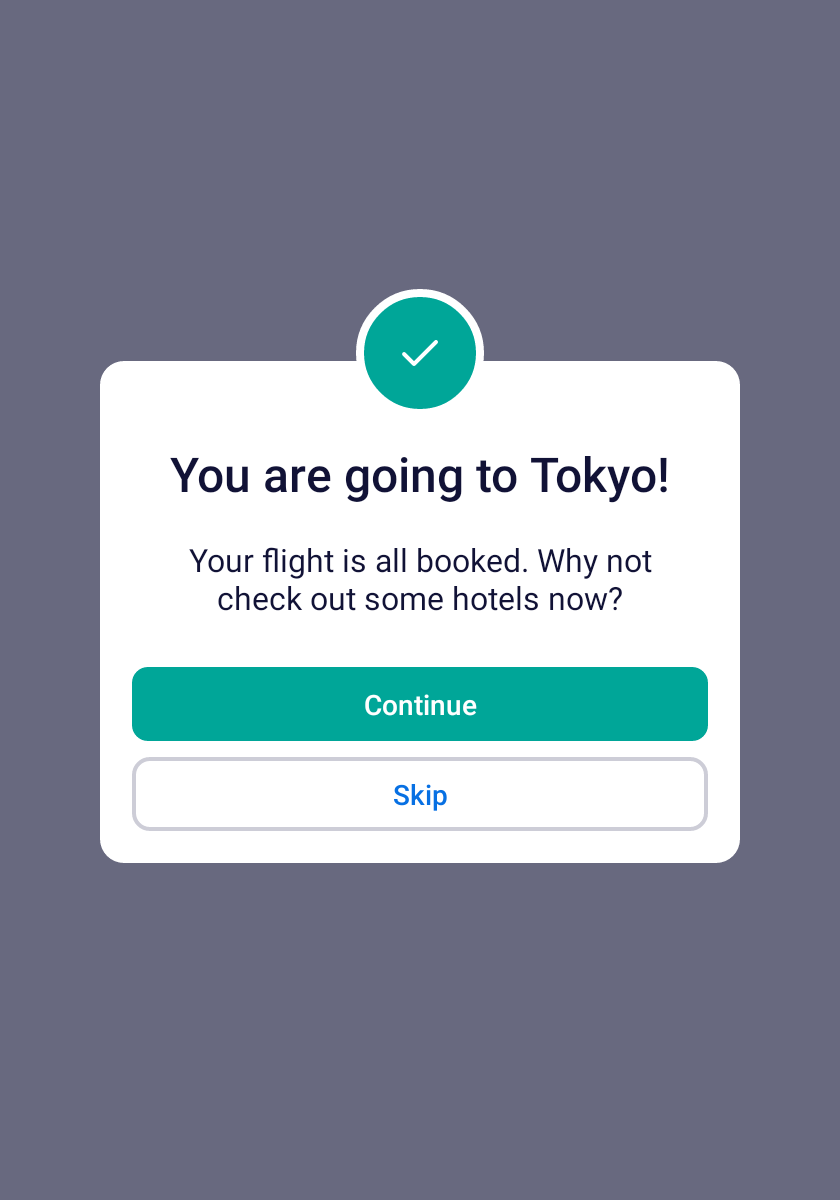 You are going to Tokyo!
Your flight is all booked. Why not
check out some hotels now?
Continue
Skip